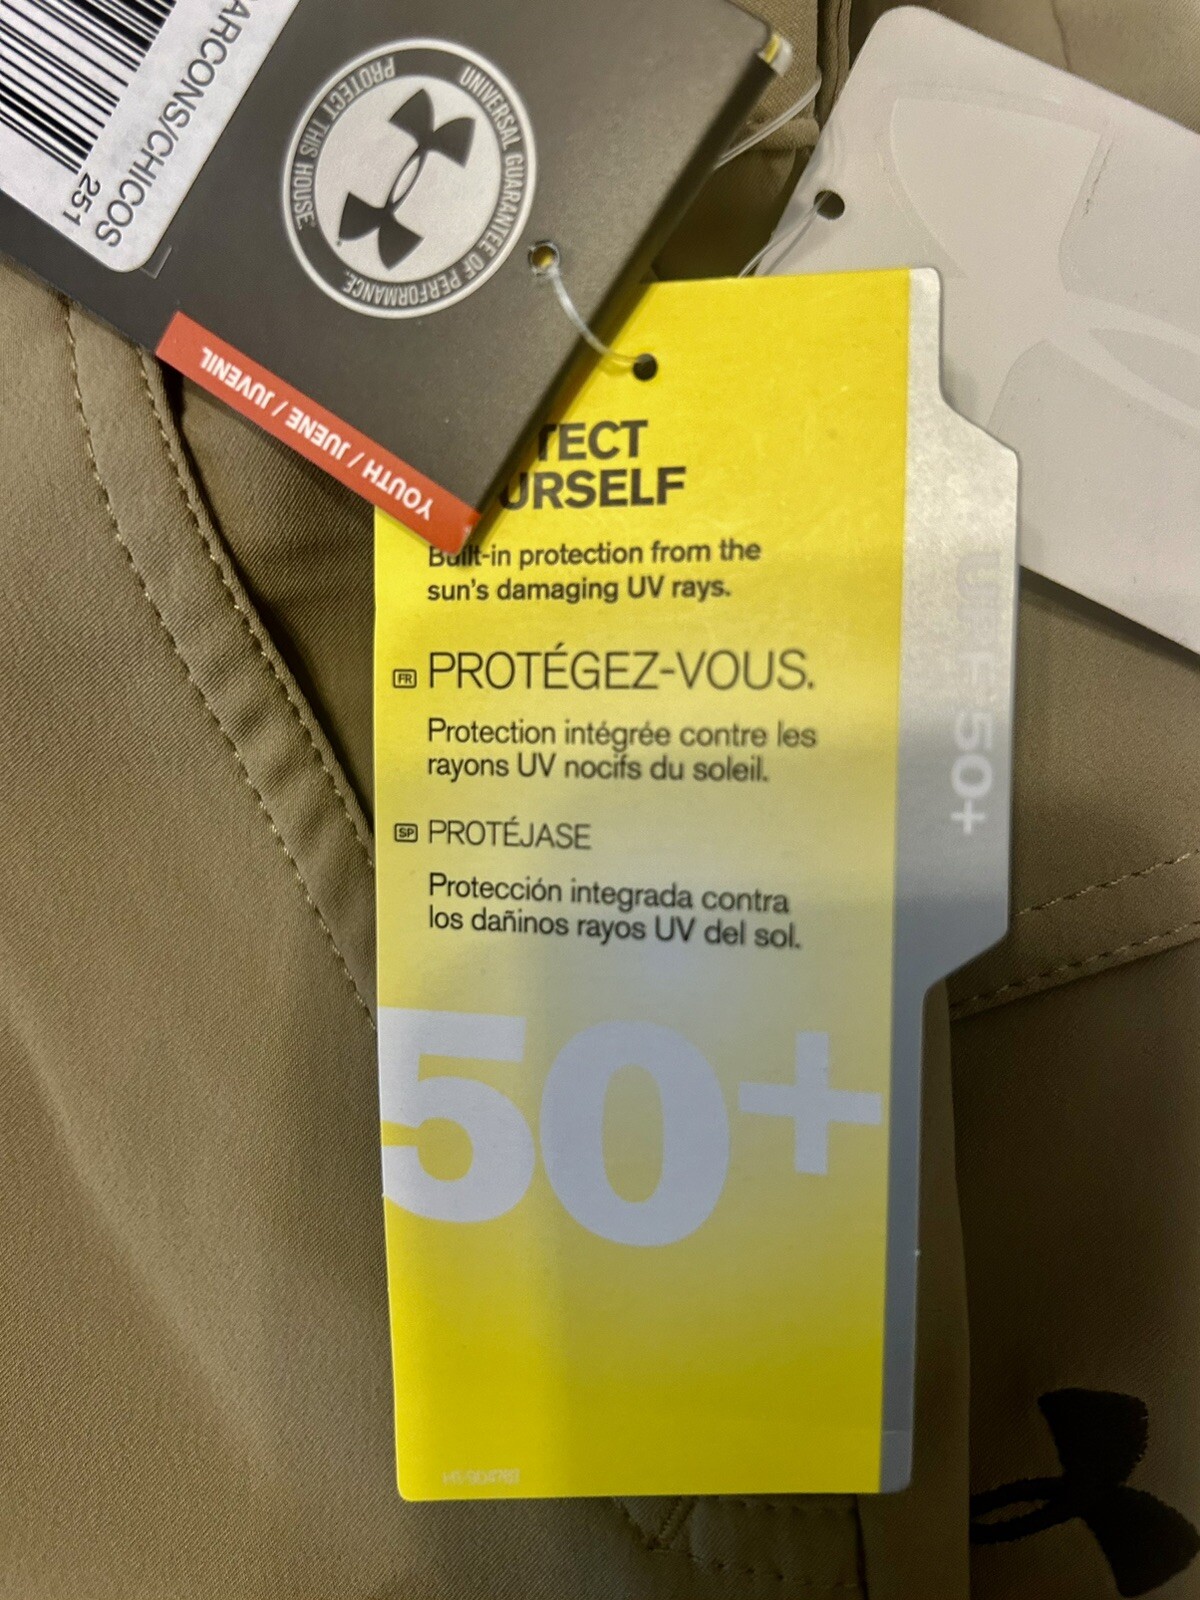 ARCONS/CHICOS
251
PROTECT THIS HOUSE.
UNIVERSAL GUARANTEE OF PERFORMANCE.
YOUTH / JUENE / JUVENIL
TECT
URSELF
Built-in protection from the
sun's damaging UV rays.
FR PROTÉGEZ-VOUS.
Protection intégrée contre les
rayons UV nocifs du soleil.
SP PROTÉJASE
Protección integrada contra
los dañinos rayos UV del sol.
50+
UPF50+